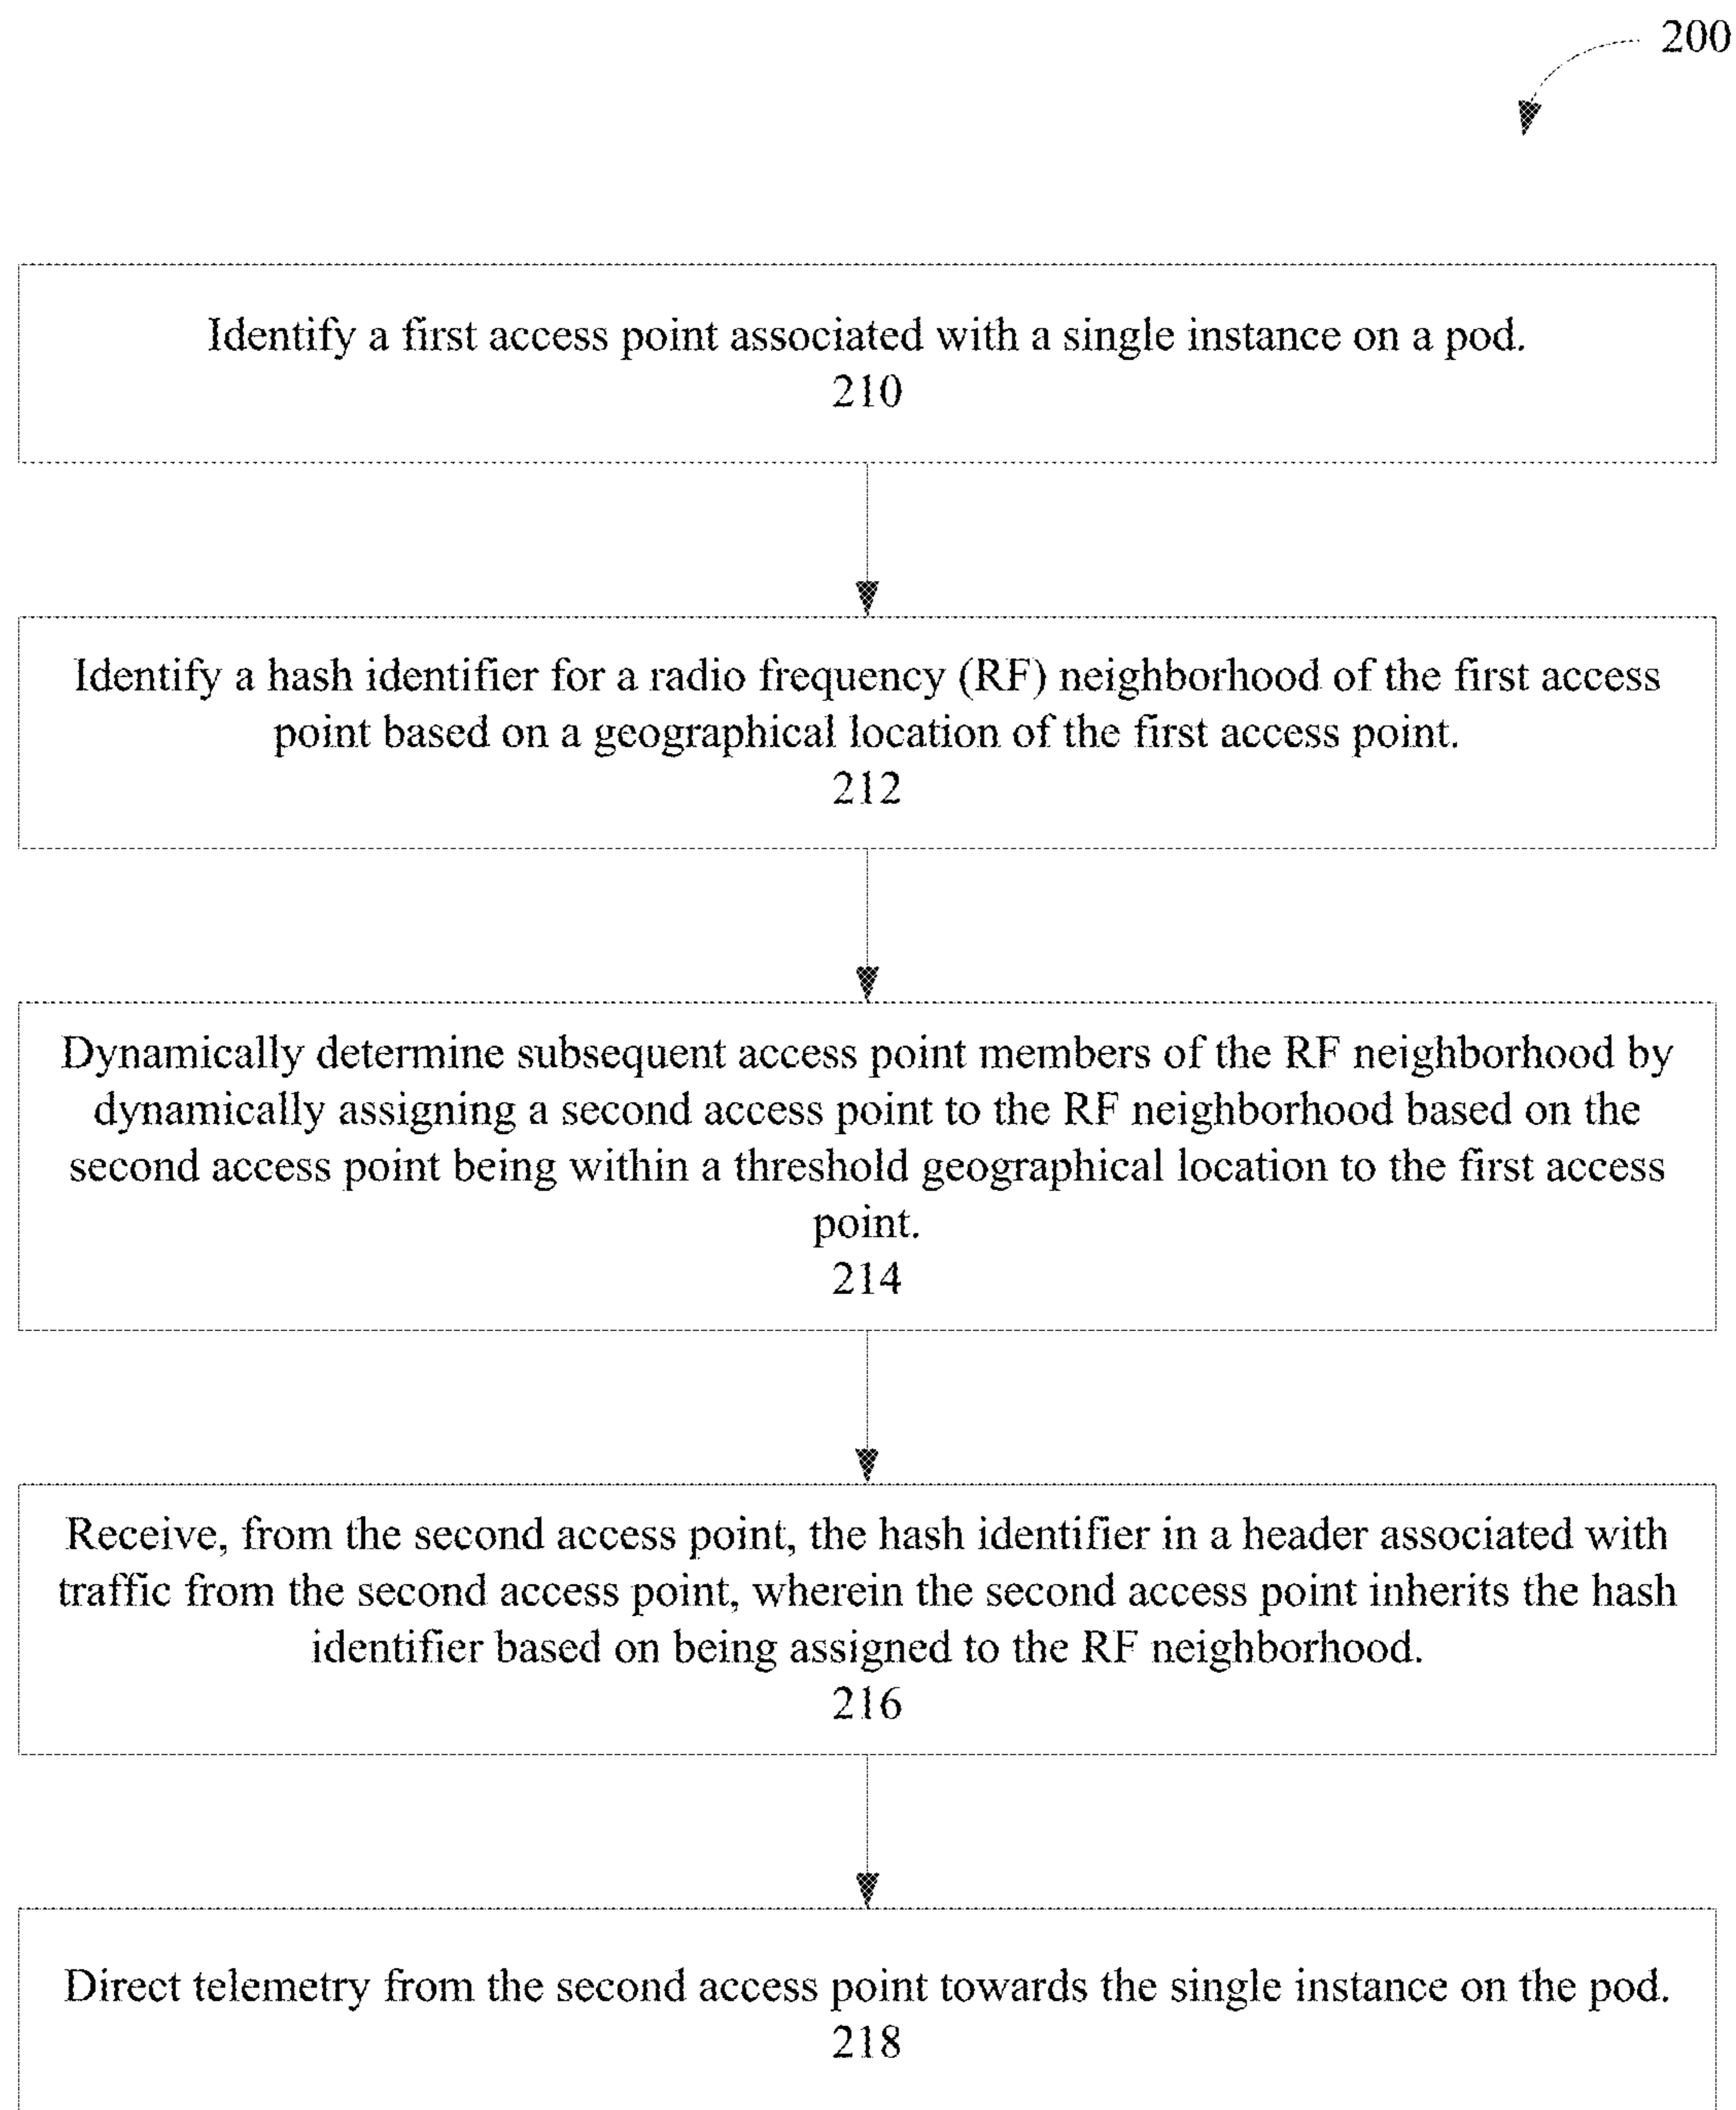 200
Identify a first access point associated with a single instance on a pod.
210
Identify a hash identifier for a radio frequency (RF) neighborhood of the first access
point based on a geographical location of the first access point.
212
Dynamically determine subsequent access point members of the RF neighborhood by
dynamically assigning a second access point to the RF neighborhood based on the
second access point being within a threshold geographical location to the first access
point.
214
Receive, from the second access point, the hash identifier in a header associated with
traffic from the second access point, wherein the second access point inherits the hash
identifier based on being assigned to the RF neighborhood.
216
Direct telemetry from the second access point towards the single instance on the pod.
218